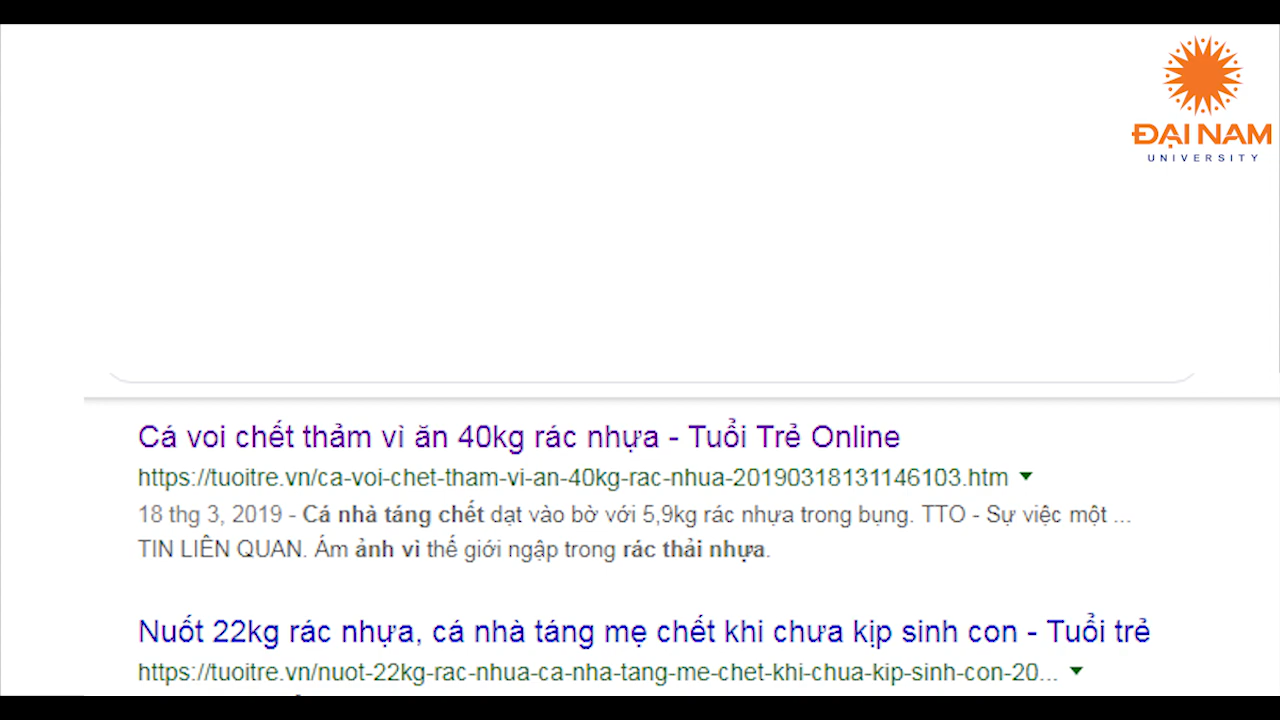 ĐẠI NAM
UNIVERSITY
Cá voi chết thảm vì ăn 40kg rác nhựa - Tuổi Trẻ Online
https://tuoitre.vn/ca-voi-chet-tham-vi-an-40kg-rac-nhua-20190318131146103.htm
18 thg 3, 2019 - Cá nhà táng chết dạt vào bờ với 5,9kg rác nhựa trong bụng. TTO - Sự việc một ...
TIN LIÊN QUAN. Ám ảnh vì thế giới ngập trong rác thải nhựa.
Nuốt 22kg rác nhựa, cá nhà táng mẹ chết khi chưa kịp sinh con - Tuổi trẻ
https://tuoitre.vn/nuot-22kg-rac-nhua-ca-nha-tang-me-chet-khi-chua-kip-sinh-con-20...